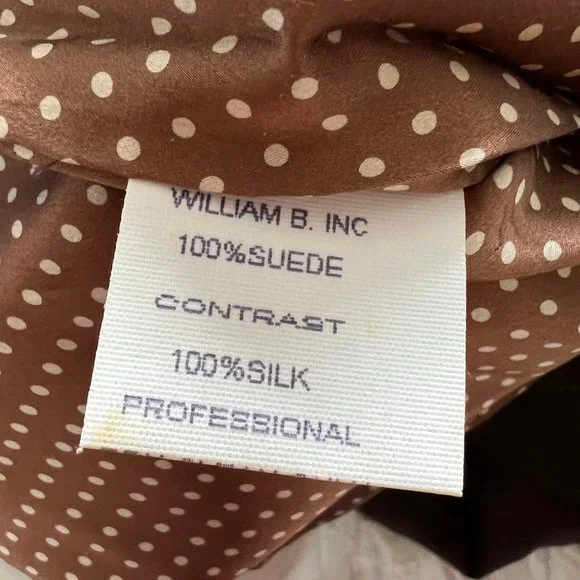 WILLIAM B. INC
100%SUEDE
CONTRAST
100%SILK
PROFESSIONAL